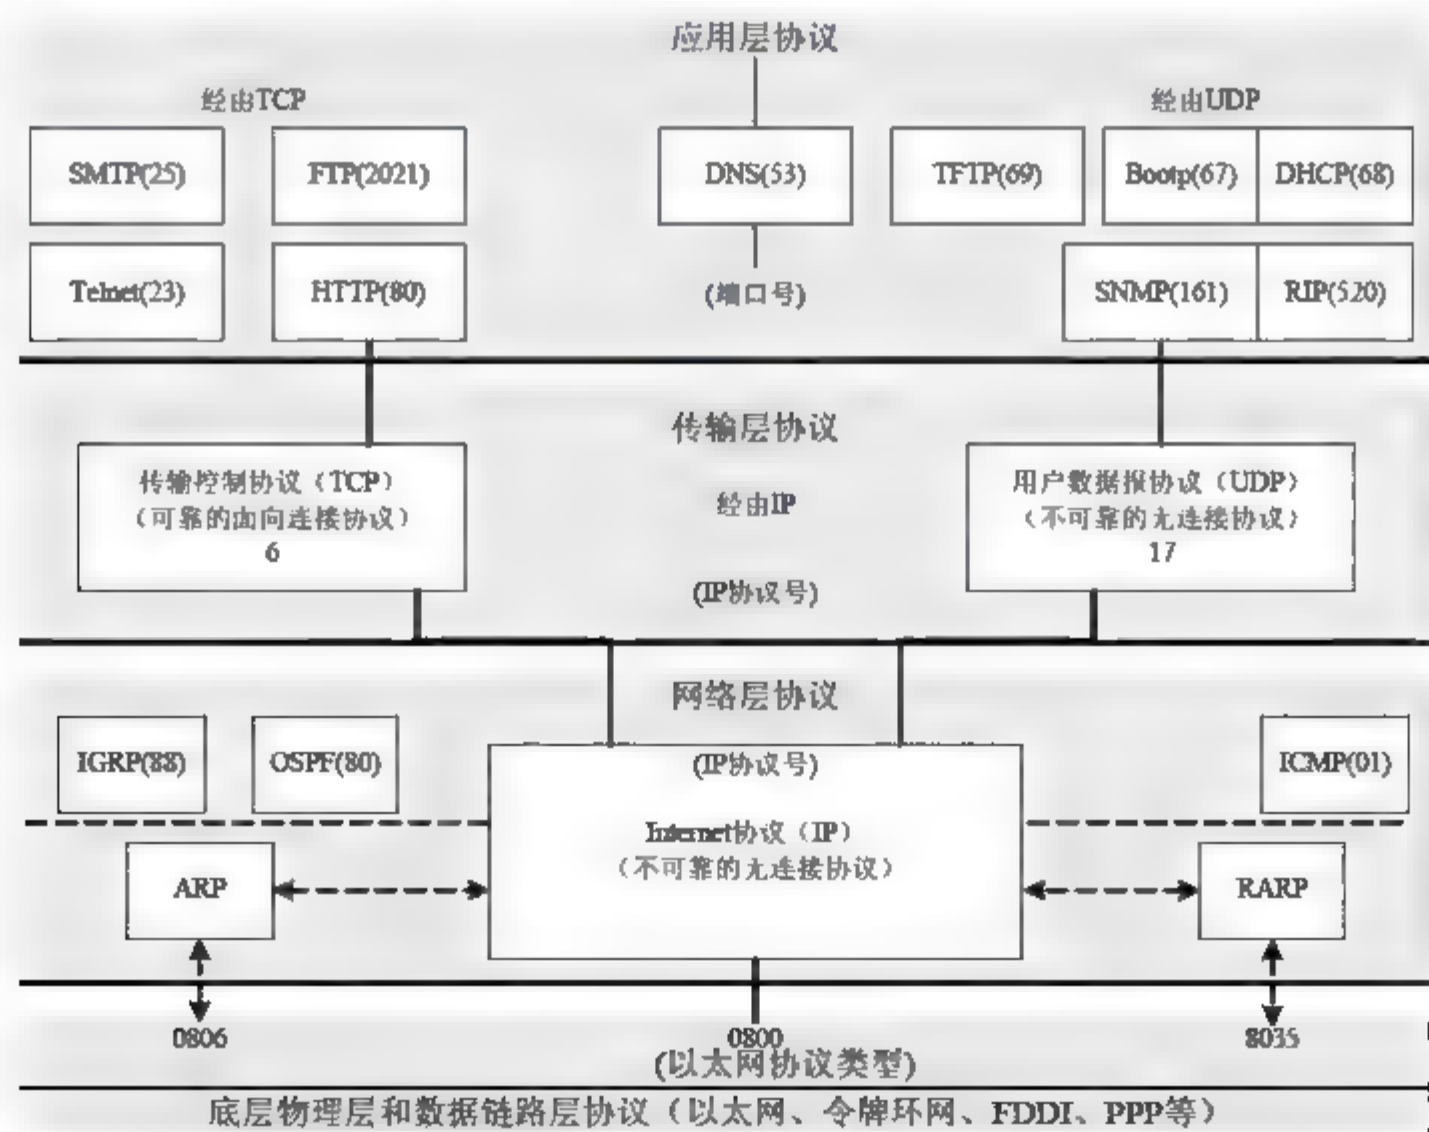 应用层协议
经由TCP
经由UDP
SMTP(25)
FTP(2021)
DNS(53)
TFTP(69)
Bootp(67)
DHCP(68)
Telnet(23)
HTTP(80)
(端口号)
SNMP(161)
RIP(520)
传输层协议
传输控制协议（TCP）
（可靠的面向连接协议）
6
经由IP
用户数据报协议（UDP）
（不可靠的无连接协议）
17
(IP协议号)
网络层协议
IGRP(88)
OSPF(80)
(IP协议号)
ICMP(01)
Internet协议（IP）
（不可靠的无连接协议）
ARP
RARP
0806
0800
8035
(以太网协议类型)
底层物理层和数据链路层协议（以太网、令牌环网、FDDI、PPP等）